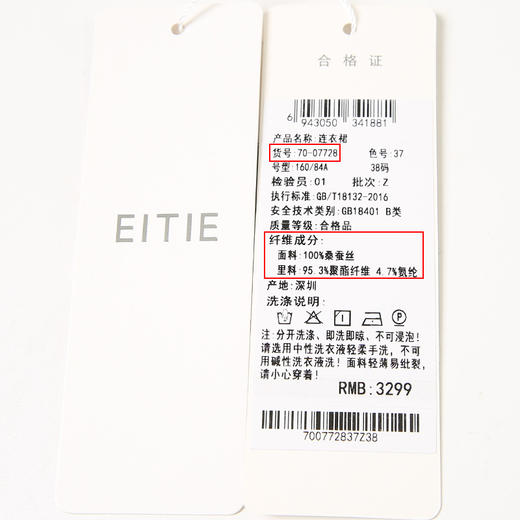 EITIE
合格证
6 943050 341881
产品名称:连衣裙
货号:70-07728 色号:37
号型:160/84A 38码
检验员:01 批次:Z
执行标准:GB/T18132-2016
安全技术类别:GB18401 B类
质量等级:合格品
纤维成分:
面料:100%桑蚕丝
里料:95.3%聚酯纤维 4.7%氨纶
产地:深圳
洗涤说明:
注:分开洗涤、即洗即晾、不可浸泡!
请选用中性洗衣液轻柔手洗,不可
用碱性洗衣液洗!面料轻薄易纰裂,
请小心穿着!
RMB:3299
700772837Z38